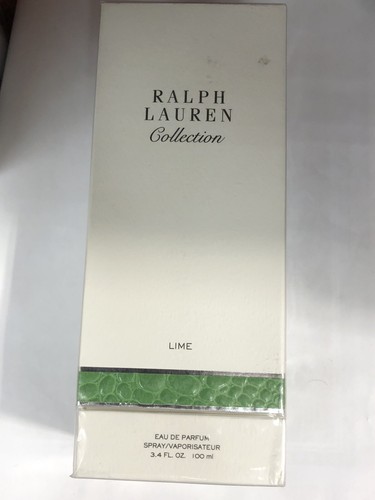 RALPH
LAUREN
Collection
LIME
EAU DE PARFUM
SPRAY/VAPORISATEUR
3.4 FL. OZ. 100 ml